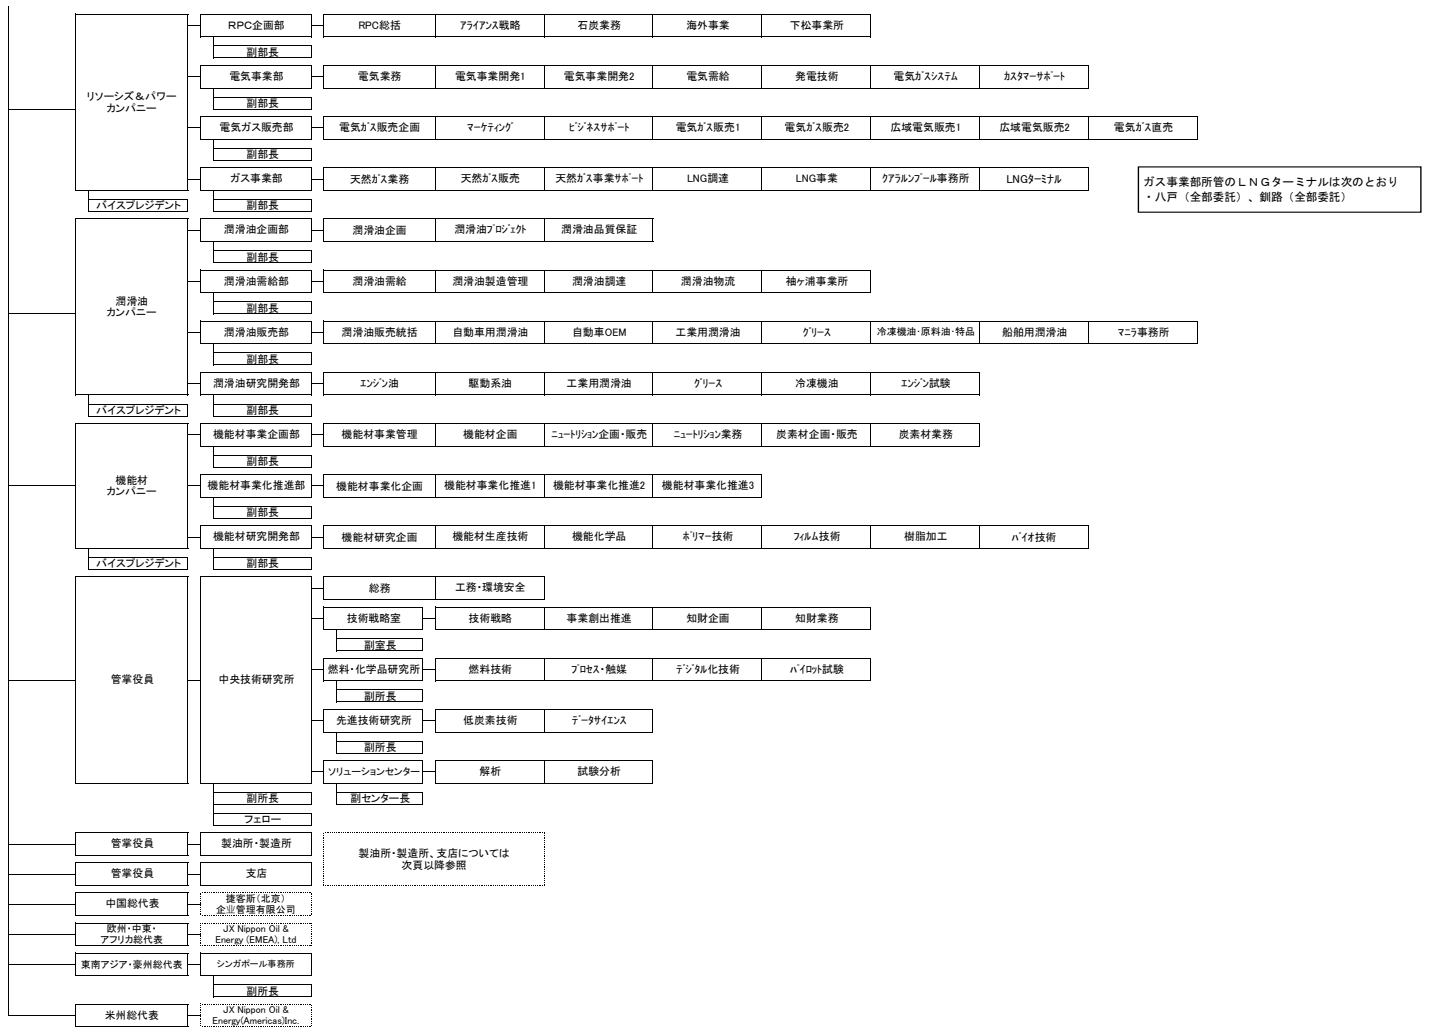 RPC企画部 RPC総括 アライアンス戦略 石炭業務 海外事業 下松事業所
副部長
電気事業部 電気業務 電気事業開発1 電気事業開発2 電気需給 発電技術 電気ガスシステム カスタマーサポート
リソーシズ＆パワー
カンパニー
副部長
電気ガス販売部 電気ガス販売企画 マーケティング ビジネスサポート 電気ガス販売1 電気ガス販売2 広域電気販売1 広域電気販売2 電気ガス直売
副部長
ガス事業部 天然ガス業務 天然ガス販売 天然ガス事業サポート LNG調達 LNG事業 クアラルンプール事務所 LNGターミナル
ガス事業部所管のＬＮＧターミナルは次のとおり
・八戸（全部委託）、釧路（全部委託）
バイスプレジデント 副部長
潤滑油企画部 潤滑油企画 潤滑油プロジェクト 潤滑油品質保証
副部長
潤滑油需給部 潤滑油需給 潤滑油製造管理 潤滑油調達 潤滑油物流 袖ヶ浦事業所
潤滑油
カンパニー
副部長
潤滑油販売部 潤滑油販売統括 自動車用潤滑油 自動車OEM 工業用潤滑油 グリース 冷凍機油・原料油・特品 船舶用潤滑油 マニラ事務所
副部長
潤滑油研究開発部 エンジン油 駆動系油 工業用潤滑油 グリース 冷凍機油 エンジン試験
バイスプレジデント 副部長
機能材事業企画部 機能材事業管理 機能材企画 ニュートリション企画・販売 ニュートリション業務 炭素材企画・販売 炭素材業務
副部長
機能材
カンパニー
機能材事業化推進部 機能材事業化企画 機能材事業化推進1 機能材事業化推進2 機能材事業化推進3
副部長
機能材研究開発部 機能材研究企画 機能材生産技術 機能化学品 ポリマー技術 フィルム技術 樹脂加工 バイオ技術
バイスプレジデント 副部長
総務 工務・環境安全
技術戦略室 技術戦略 事業創出推進 知財企画 知財業務
副室長
管掌役員 中央技術研究所 燃料・化学品研究所 燃料技術 プロセス・触媒 デジタル化技術 パイロット試験
副所長
先進技術研究所 低炭素技術 データサイエンス
副所長
ソリューションセンター 解析 試験分析
副所長 副センター長
フェロー
管掌役員 製油所・製造所
製油所・製造所、支店については
次頁以降参照
管掌役員 支店
中国総代表
捷客斯（北京）
企业管理有限公司
欧州・中東・
アフリカ総代表
JX Nippon Oil &
Energy (EMEA), Ltd
東南アジア・豪州総代表 シンガポール事務所
副所長
米州総代表
JX Nippon Oil &
Energy(Americas)Inc.